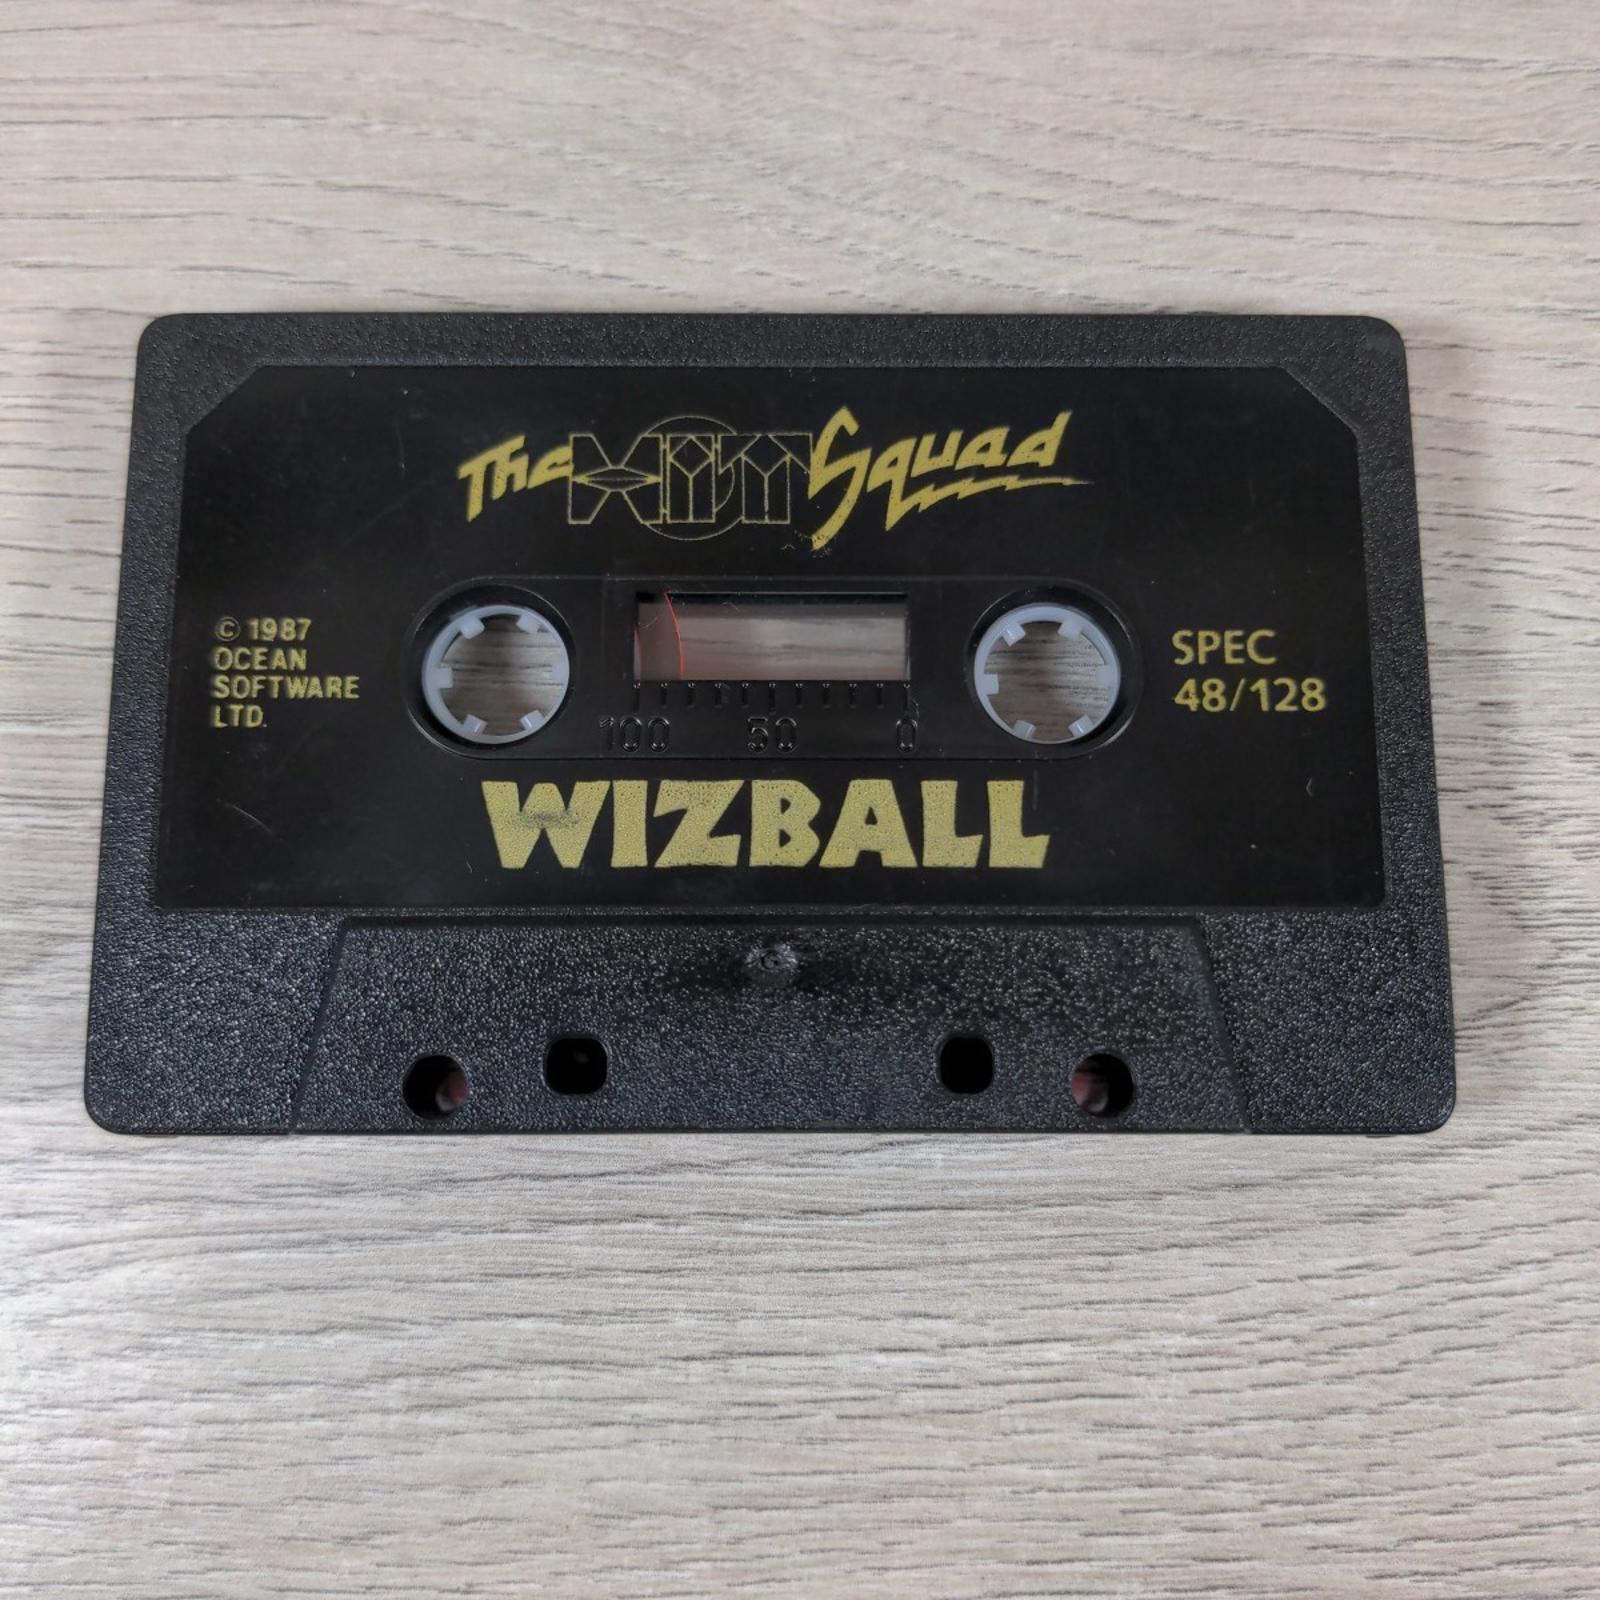 The HIT Squad
© 1987
OCEAN
SOFTWARE
LTD.
SPEC
48/128
100 50 0
WIZBALL